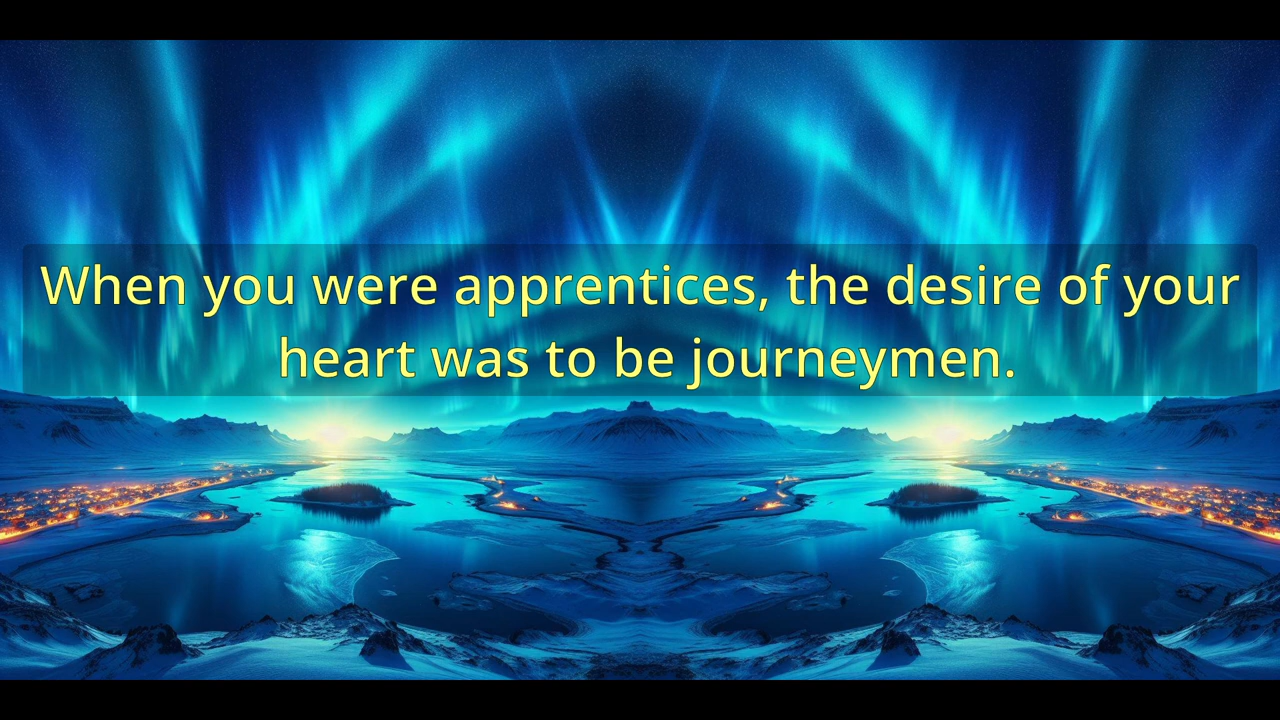 When you were apprentices, the desire of your
heart was to be journeymen.